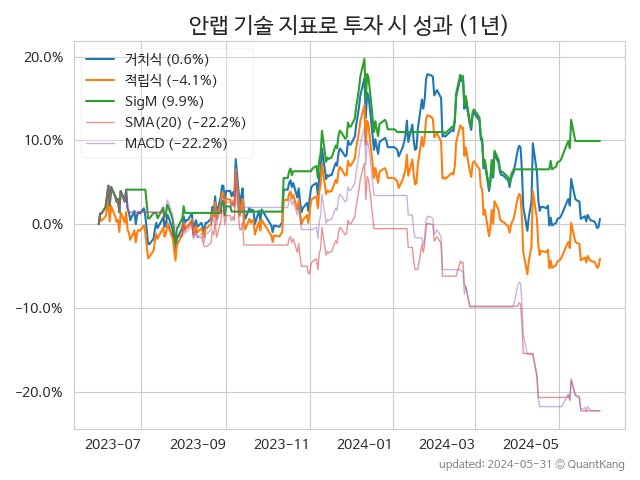 안랩 기술 지표로 투자 시 성과 (1년)
거치식 (0.6%)
적립식 (−4.1%)
SigM (9.9%)
SMA(20) (−22.2%)
MACD (−22.2%)
20.0%
10.0%
0.0%
−10.0%
−20.0%
2023-07 2023-09 2023-11 2024-01 2024-03 2024-05
updated: 2024-05-31 © QuantKang